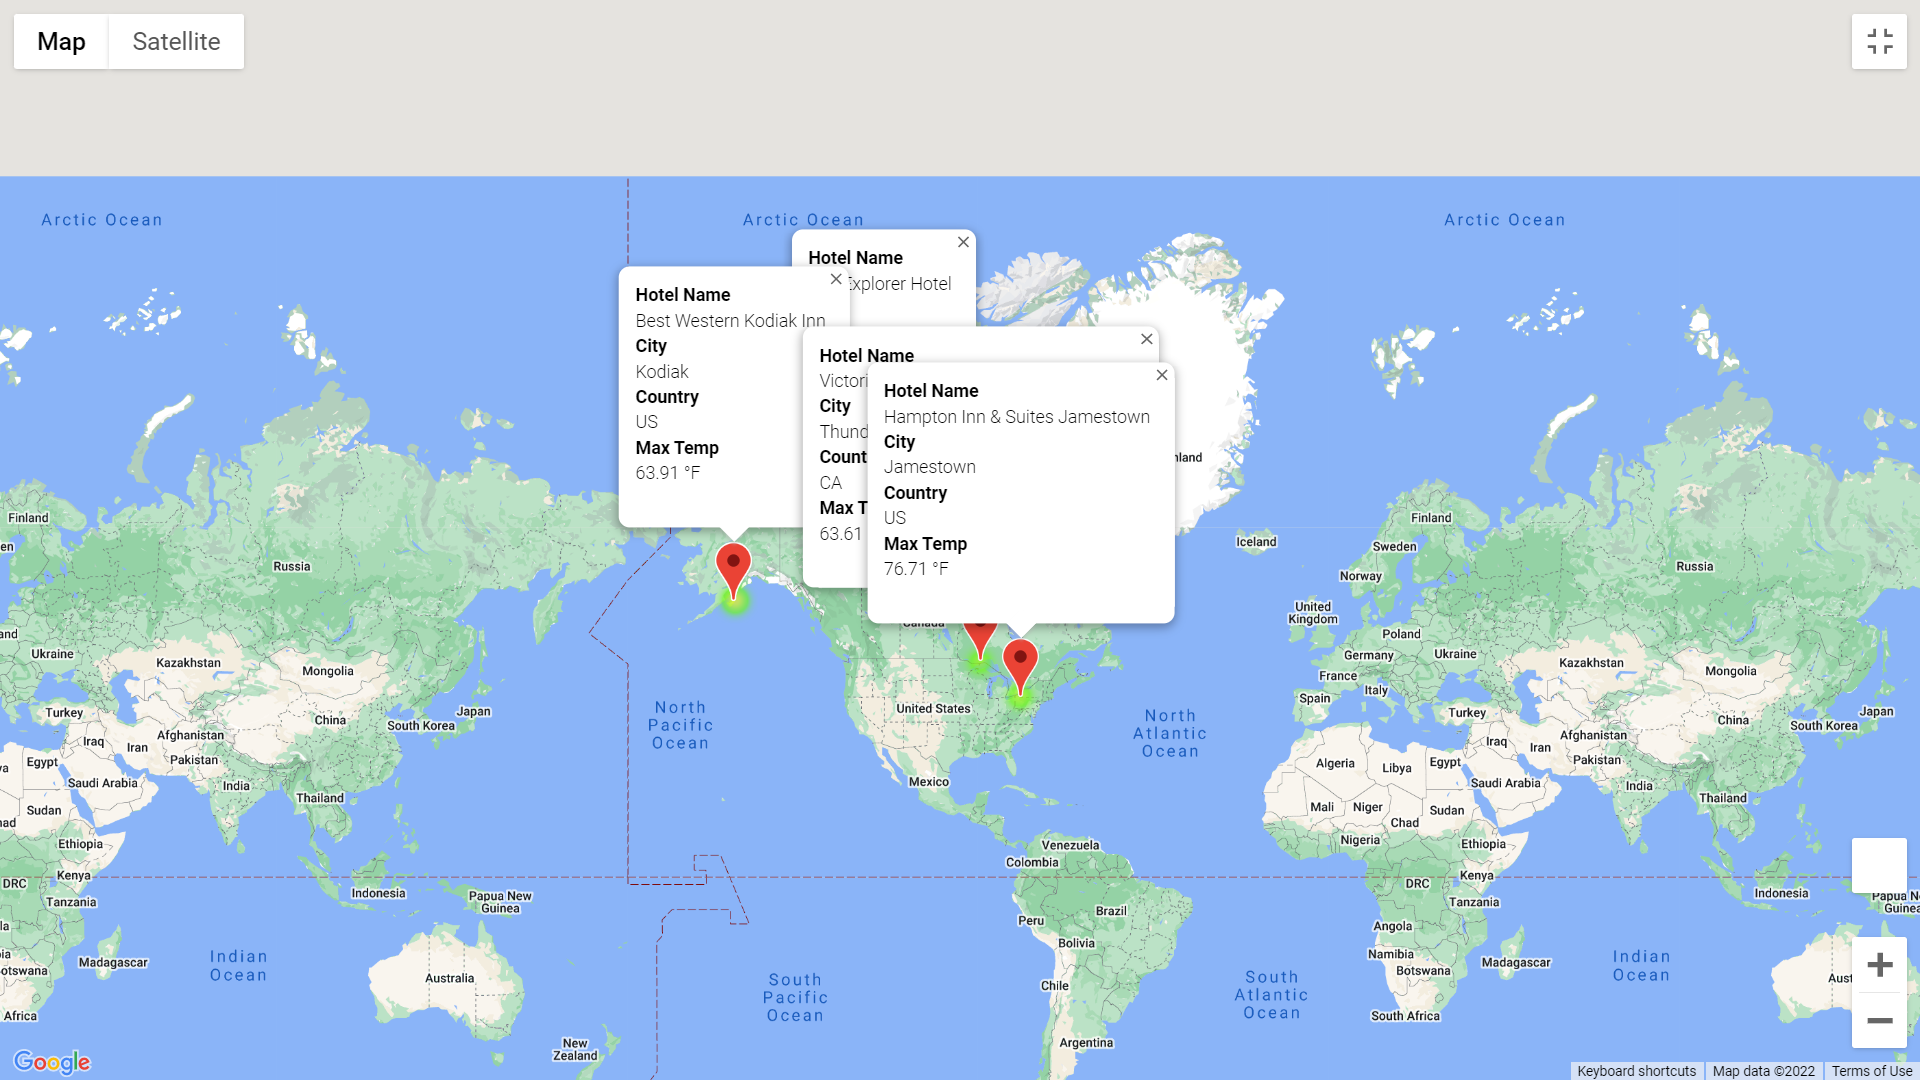 Map Satellite
Arctic Ocean
Arctic Ocean
Arctic Ocean
Hotel Name
Explorer Hotel
Hotel Name
Best Western Kodiak Inn
City
Kodiak
Country
US
Max Temp
63.91 °F
Hotel Name
City
CA
63.61
Hotel Name
Hampton Inn & Suites Jamestown
City
Jamestown
Country
US
Max Temp
76.71 °F
Finland
Russia
Ukraine
Kazakhstan
Mongolia
Turkey
China
South Korea
Japan
Iraq
Iran
Afghanistan
Pakistan
Egypt
Saudi Arabia
India
Sudan
Thailand
Ethiopia
DRC
Kenya
Tanzania
Indonesia
Papua New
Guinea
Madagascar
Indian
Ocean
Australia
New
Zealand
Africa
North
Pacific
Ocean
South
Pacific
Ocean
Canada
United States
Mexico
Venezuela
Colombia
Brazil
Peru
Bolivia
Chile
Argentina
North
Atlantic
Ocean
South
Atlantic
Ocean
Iceland
Finland
Sweden
Norway
Russia
United
Kingdom
Poland
Germany
Ukraine
France
Italy
Spain
Kazakhstan
Mongolia
Turkey
China
South Korea
Japan
Iraq
Iran
Afghanistan
Pakistan
Algeria
Libya
Egypt
Saudi Arabia
India
Mali
Niger
Sudan
Chad
Thailand
Nigeria
Ethiopia
DRC
Kenya
Tanzania
Indonesia
Papua N
Guinea
Angola
Namibia
Botswana
Madagascar
South Africa
Indian
Ocean
Google
Keyboard shortcuts Map data ©2022 Terms of Use